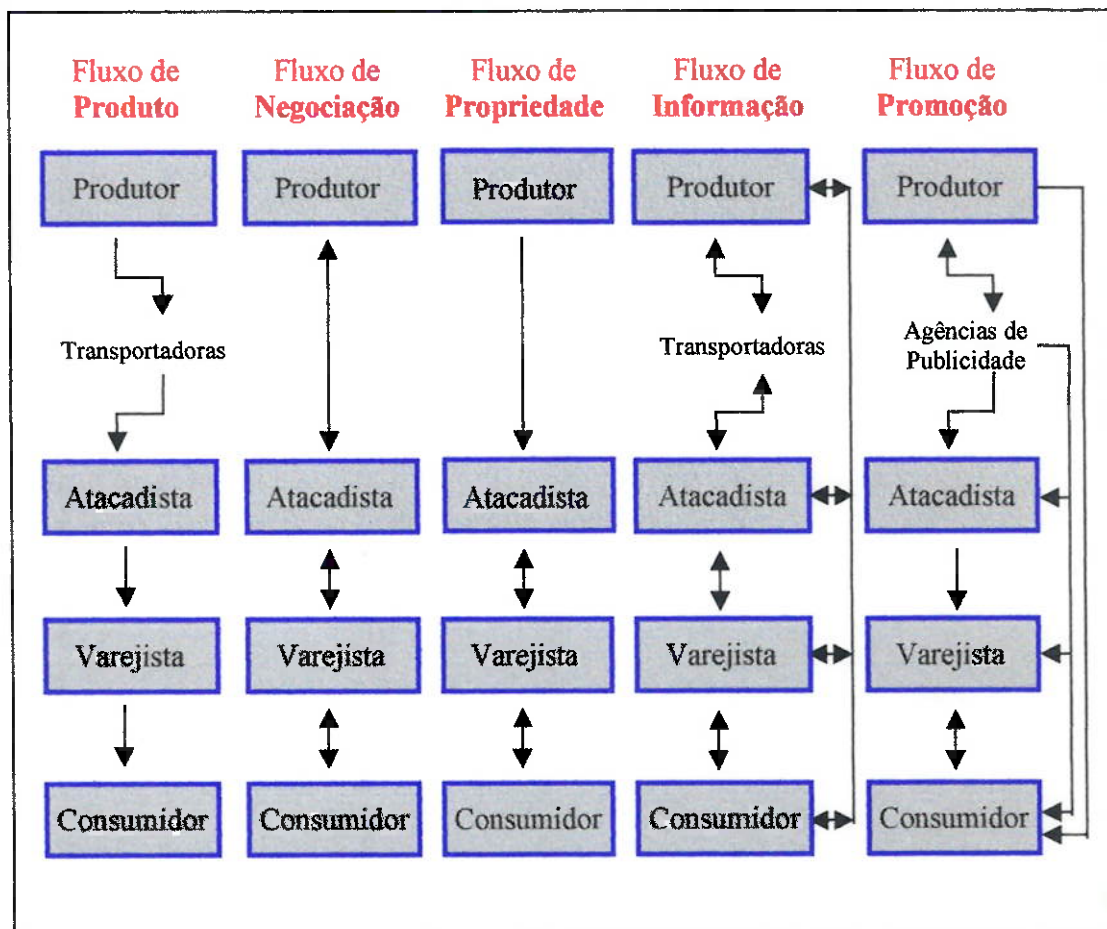 Fluxo de
Produto
Fluxo de
Negociação
Fluxo de
Propriedade
Fluxo de
Informação
Fluxo de
Promoção
Produtor
Produtor
Produtor
Produtor
Produtor
Transportadoras
Transportadoras
Agências de
Publicidade
Atacadista
Atacadista
Atacadista
Atacadista
Atacadista
Varejista
Varejista
Varejista
Varejista
Varejista
Consumidor
Consumidor
Consumidor
Consumidor
Consumidor